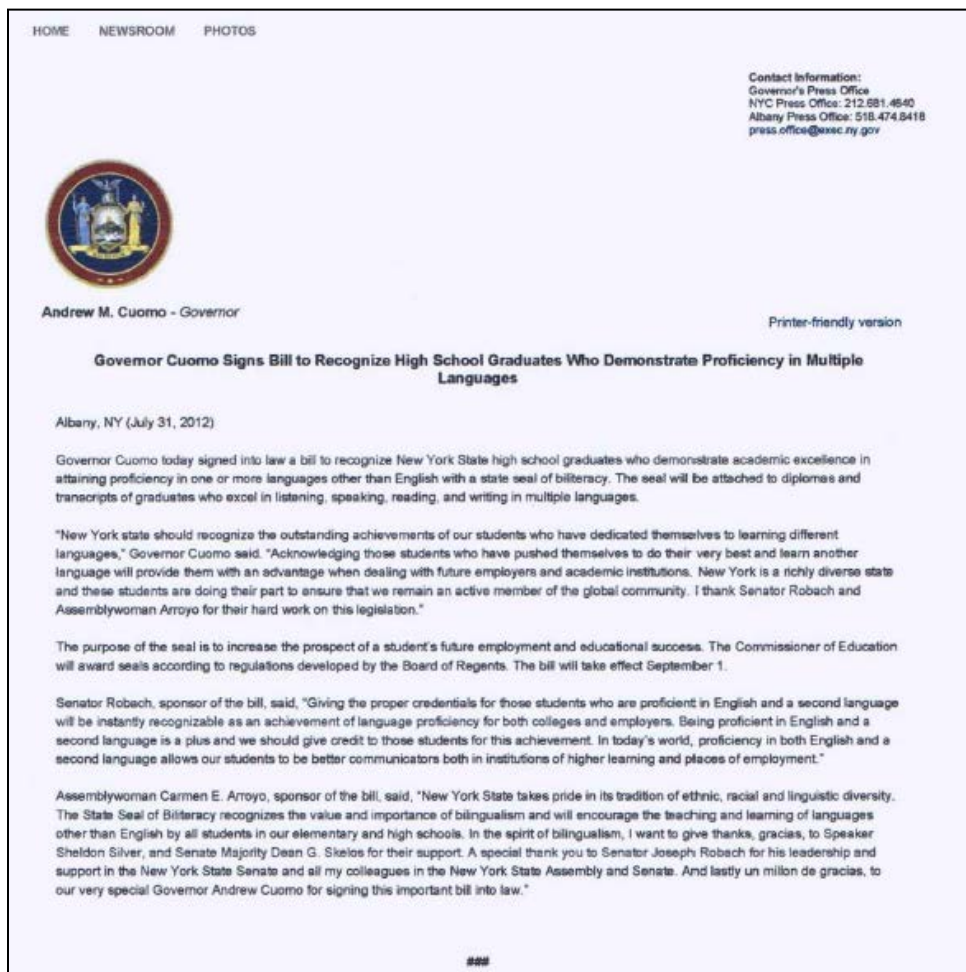 HOME NEWSROOM PHOTOS
Contact Information:
Governor's Press Office
NYC Press Office: 212.681.4640
Albany Press Office: 518.474.8418
press.office@exec.ny.gov
Andrew M. Cuomo - Governor
Printer-friendly version
Governor Cuomo Signs Bill to Recognize High School Graduates Who Demonstrate Proficiency in Multiple
Languages
Albany, NY (July 31, 2012)
Governor Cuomo today signed into law a bill to recognize New York State high school graduates who demonstrate academic excellence in
attaining proficiency in one or more languages other than English with a state seal of biliteracy. The seal will be attached to diplomas and
transcripts of graduates who excel in listening, speaking, reading, and writing in multiple languages.
"New York state should recognize the outstanding achievements of our students who have dedicated themselves to learning different
languages," Governor Cuomo said. "Acknowledging those students who have pushed themselves to do their very best and learn another
language will provide them with an advantage when dealing with future employers and academic institutions. New York is a richly diverse state
and these students are doing their part to ensure that we remain an active member of the global community. I thank Senator Robach and
Assemblywoman Arroyo for their hard work on this legislation."
The purpose of the seal is to increase the prospect of a student's future employment and educational success. The Commissioner of Education
will award seals according to regulations developed by the Board of Regents. The bill will take effect September 1.
Senator Robach, sponsor of the bill, said, "Giving the proper credentials for those students who are proficient in English and a second language
will be instantly recognizable as an achievement of language proficiency for both colleges and employers. Being proficient in English and a
second language is a plus and we should give credit to those students for this achievement. In today's world, proficiency in both English and a
second language allows our students to be better communicators both in institutions of higher learning and places of employment."
Assemblywoman Carmen E. Arroyo, sponsor of the bill, said, "New York State takes pride in its tradition of ethnic, racial and linguistic diversity.
The State Seal of Biliteracy recognizes the value and importance of bilingualism and will encourage the teaching and learning of languages
other than English by all students in our elementary and high schools. In the spirit of bilingualism, I want to give thanks, gracias, to Speaker
Sheldon Silver, and Senate Majority Dean G. Skelos for their support. A special thank you to Senator Joseph Robach for his leadership and
support in the New York State Senate and all my colleagues in the New York State Assembly and Senate. And lastly un millon de gracias, to
our very special Governor Andrew Cuomo for signing this important bill into law."
###